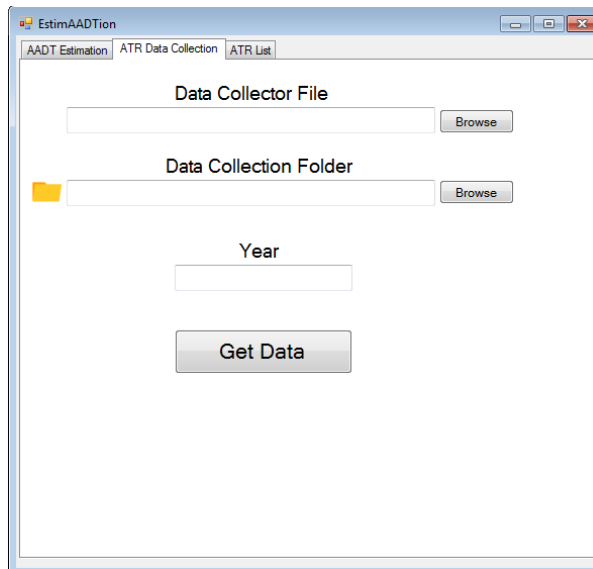 EstimAADTion
AADT Estimation ATR Data Collection ATR List
Data Collector File
Browse
Data Collection Folder
Browse
Year
Get Data